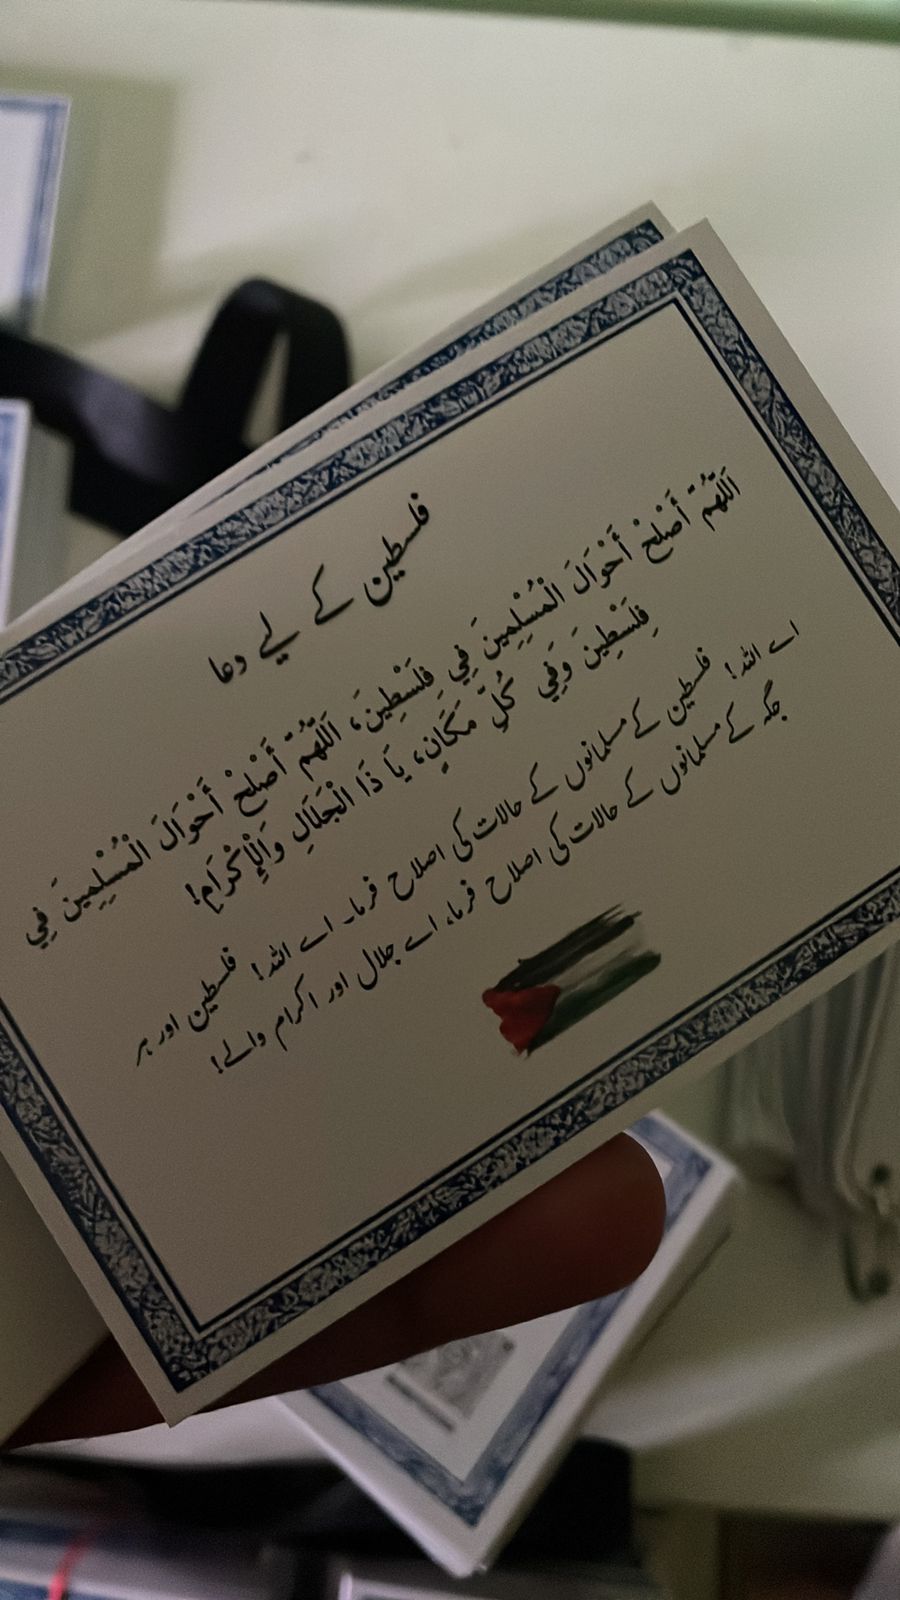 فلسطین کے لیے دعا
اَللّٰهُمَّ أَصْلِحْ أَحْوَالَ الْمُسْلِمِينَ فِي فِلَسْطِينَ، اَللّٰهُمَّ أَصْلِحْ أَحْوَالَ الْمُسْلِمِينَ فِي
فِلَسْطِينَ وَفِي كُلِّ مَكَانٍ، يَا ذَا الْجَلَالِ وَالْإِكْرَامِ!
اے اللہ! فلسطین کے مسلمانوں کے حالات کی اصلاح فرما۔ اے اللہ! فلسطین اور ہر
جگہ کے مسلمانوں کے حالات کی اصلاح فرما، اے جلال اور اکرام والے!